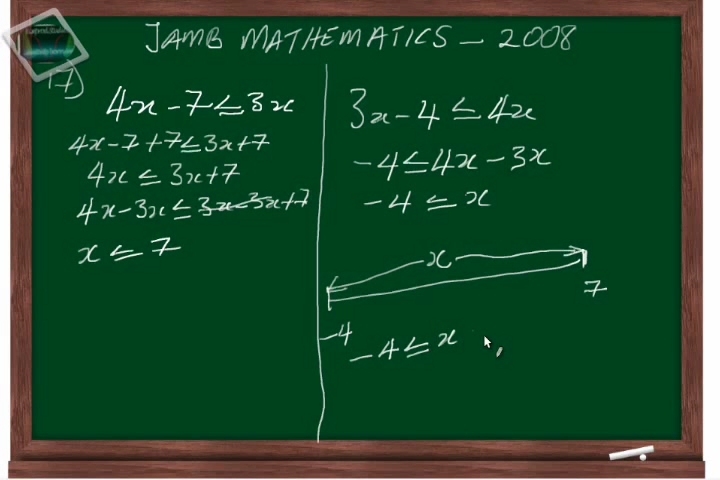 JAMB MATHEMATICS - 2008
17)
4x - 7 ≤ 3x
4x - 7 + 7 ≤ 3x + 7
4x ≤ 3x + 7
4x - 3x ≤ 3x - 3x + 7
x ≤ 7
3x - 4 ≤ 4x
-4 ≤ 4x - 3x
-4 ≤ x
x
7
-4
-4 ≤ x